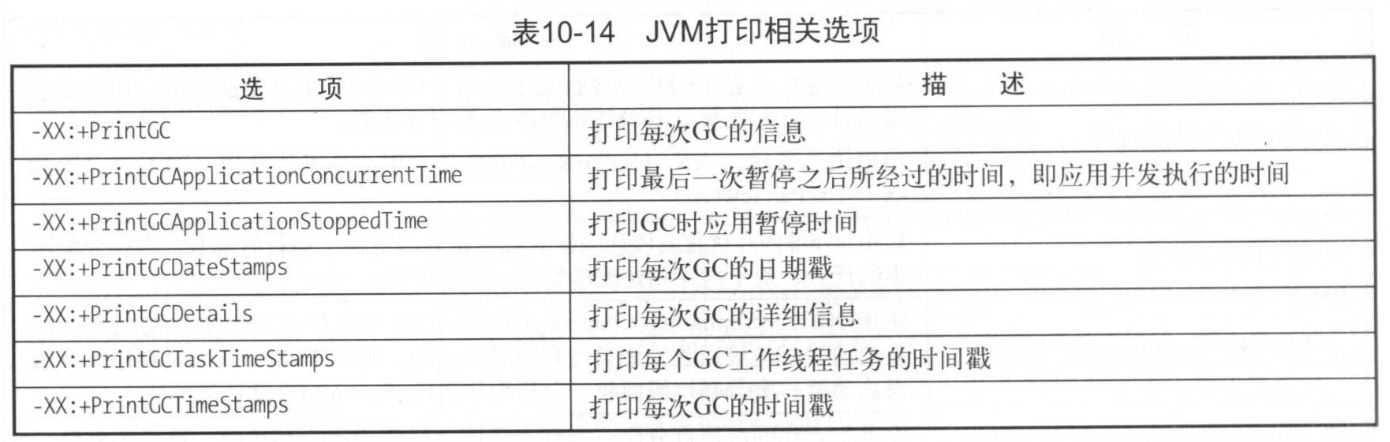 表10-14 JVM打印相关选项
选 项 描 述
-XX:+PrintGC 打印每次GC的信息
-XX:+PrintGCApplicationConcurrentTime 打印最后一次暂停之后所经过的时间，即应用并发执行的时间
-XX:+PrintGCApplicationStoppedTime 打印GC时应用暂停时间
-XX:+PrintGCDateStamps 打印每次GC的日期戳
-XX:+PrintGCDetails 打印每次GC的详细信息
-XX:+PrintGCTaskTimeStamps 打印每个GC工作线程任务的时间戳
-XX:+PrintGCTimeStamps 打印每次GC的时间戳